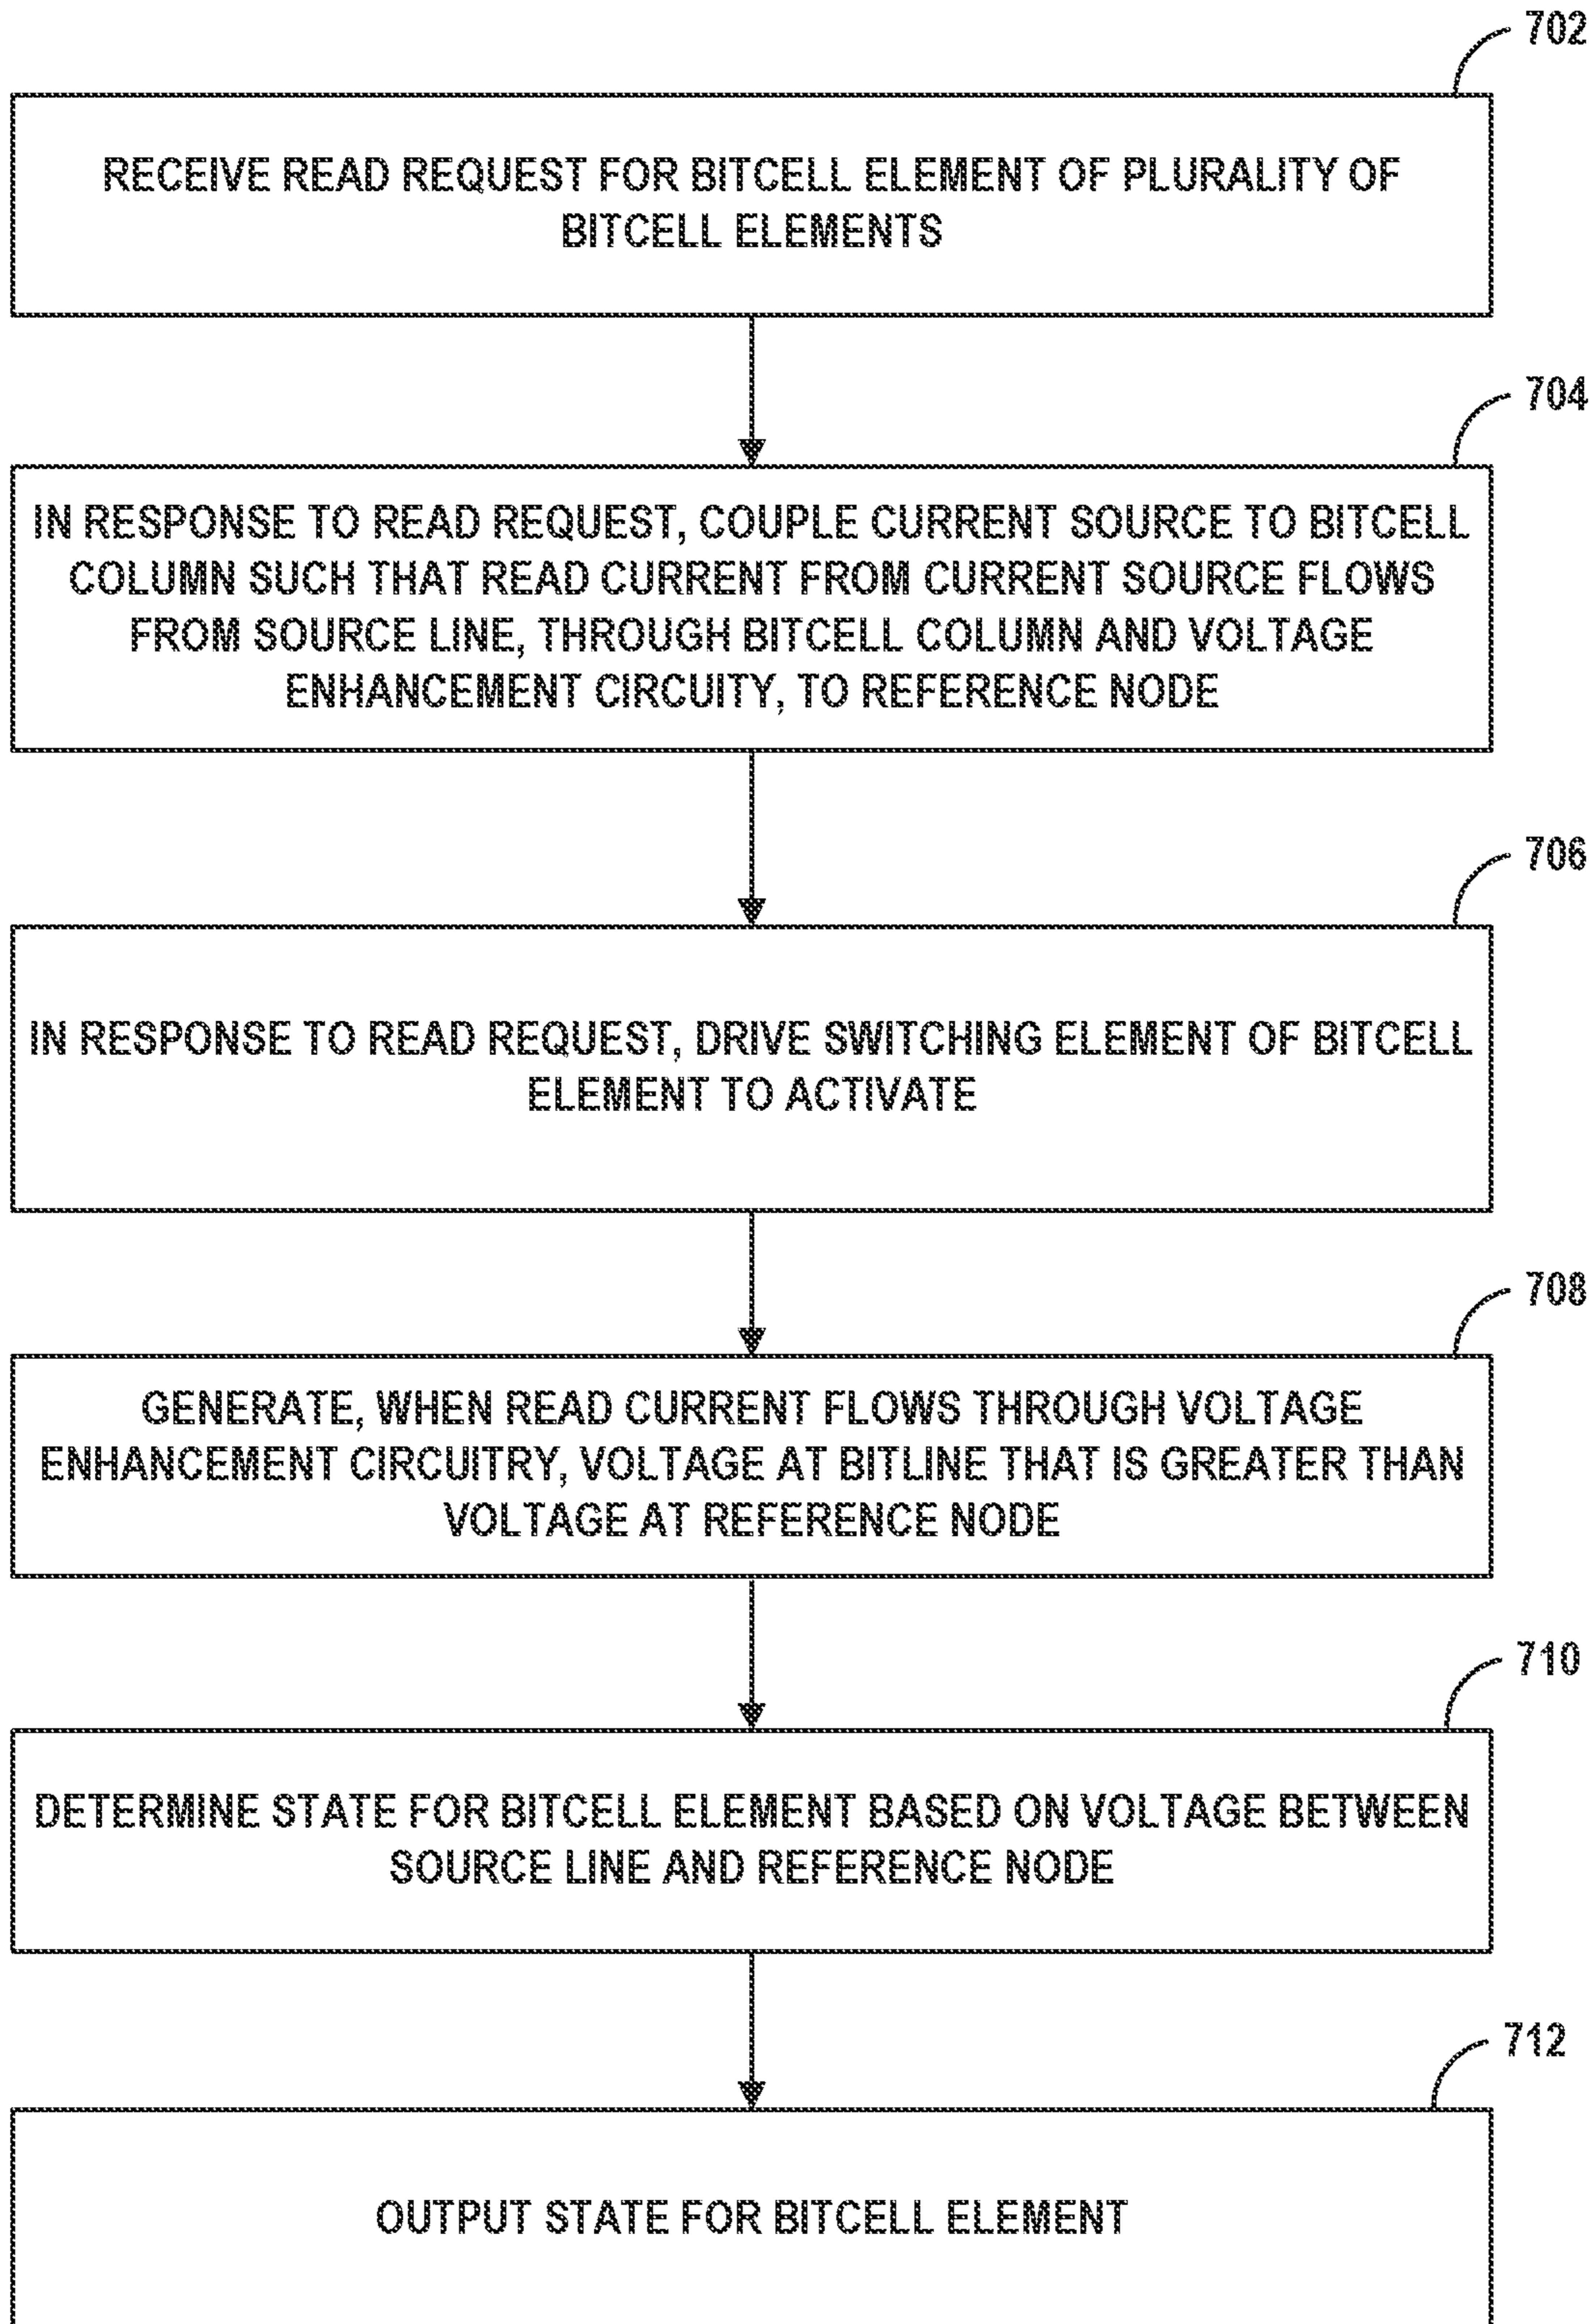 702
RECEIVE READ REQUEST FOR BITCELL ELEMENT OF PLURALITY OF
BITCELL ELEMENTS
704
IN RESPONSE TO READ REQUEST, COUPLE CURRENT SOURCE TO BITCELL
COLUMN SUCH THAT READ CURRENT FROM CURRENT SOURCE FLOWS
FROM SOURCE LINE, THROUGH BITCELL COLUMN AND VOLTAGE
ENHANCEMENT CIRCUITY, TO REFERENCE NODE
706
IN RESPONSE TO READ REQUEST, DRIVE SWITCHING ELEMENT OF BITCELL
ELEMENT TO ACTIVATE
708
GENERATE, WHEN READ CURRENT FLOWS THROUGH VOLTAGE
ENHANCEMENT CIRCUITRY, VOLTAGE AT BITLINE THAT IS GREATER THAN
VOLTAGE AT REFERENCE NODE
710
DETERMINE STATE FOR BITCELL ELEMENT BASED ON VOLTAGE BETWEEN
SOURCE LINE AND REFERENCE NODE
712
OUTPUT STATE FOR BITCELL ELEMENT